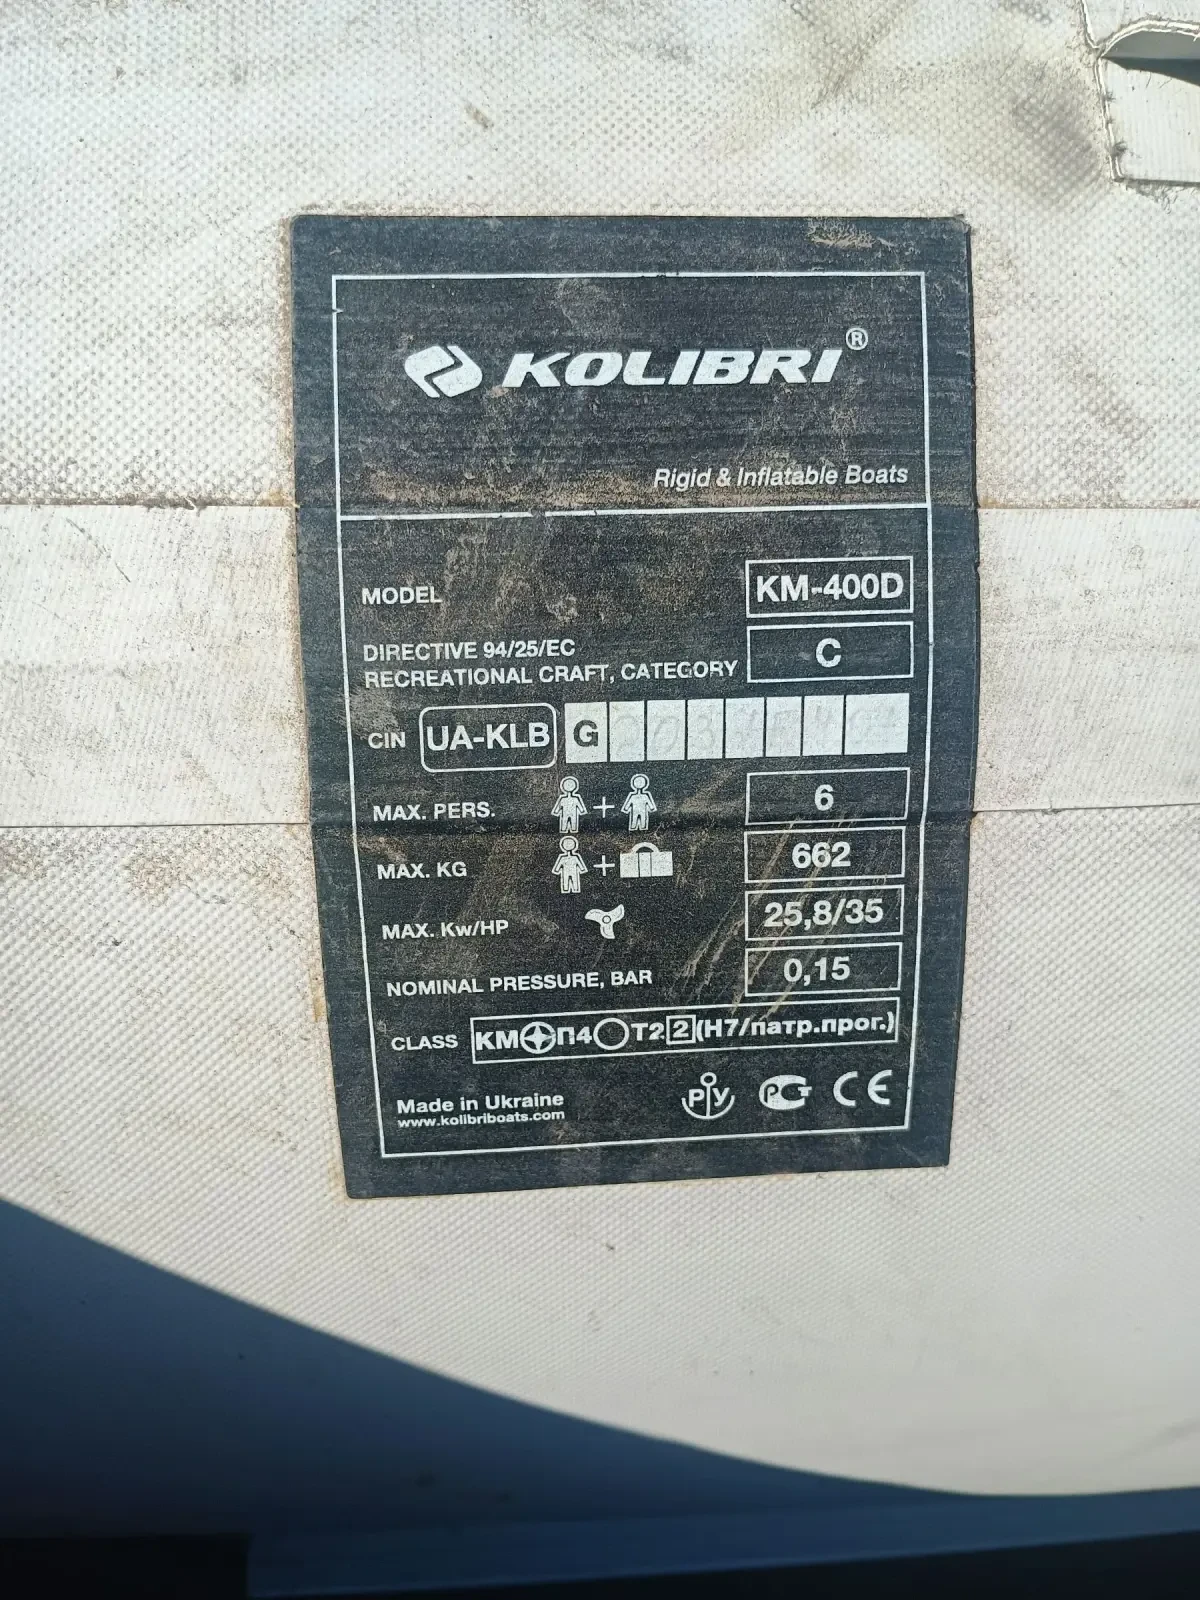 KOLIBRI®
Rigid & Inflatable Boats
MODEL KM-400D
DIRECTIVE 94/25/EC
RECREATIONAL CRAFT, CATEGORY C
CIN UA-KLB G
MAX. PERS. + 6
MAX. KG + 662
MAX. Kw/HP 25,8/35
NOMINAL PRESSURE, BAR 0,15
CLASS КМ П4 Т2.2 (Н7/патр.прог.)
Made in Ukraine РУ РСТ CE
www.kolibriboats.com